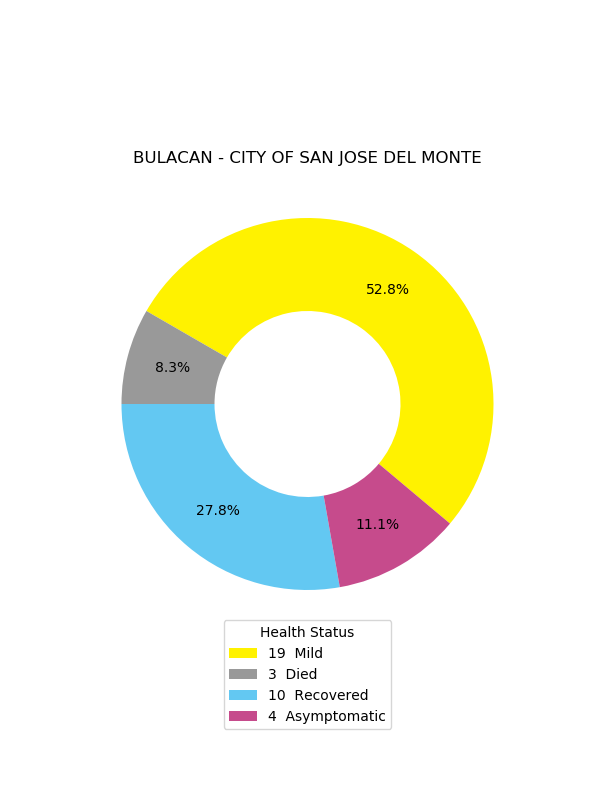 BULACAN - CITY OF SAN JOSE DEL MONTE
52.8%
8.3%
27.8%
11.1%
Health Status
19  Mild
3  Died
10  Recovered
4  Asymptomatic